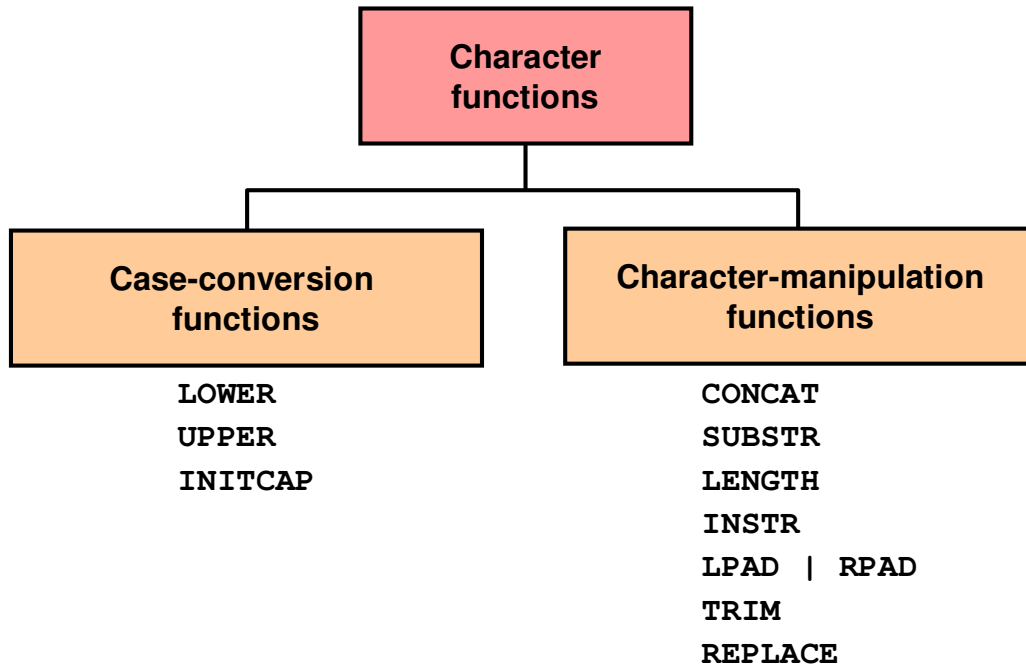 Character
functions
Case-conversion
functions
Character-manipulation
functions
LOWER
UPPER
INITCAP
CONCAT
SUBSTR
LENGTH
INSTR
LPAD | RPAD
TRIM
REPLACE